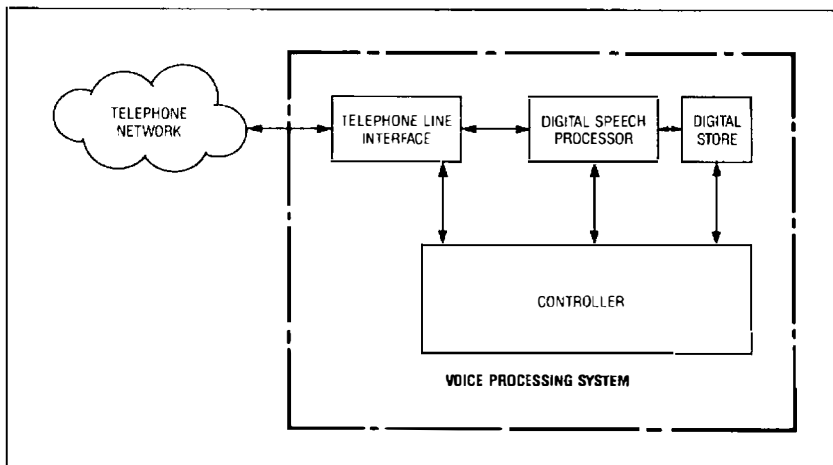 TELEPHONE
NETWORK
TELEPHONE LINE
INTERFACE
DIGITAL SPEECH
PROCESSOR
DIGITAL
STORE
CONTROLLER
VOICE PROCESSING SYSTEM